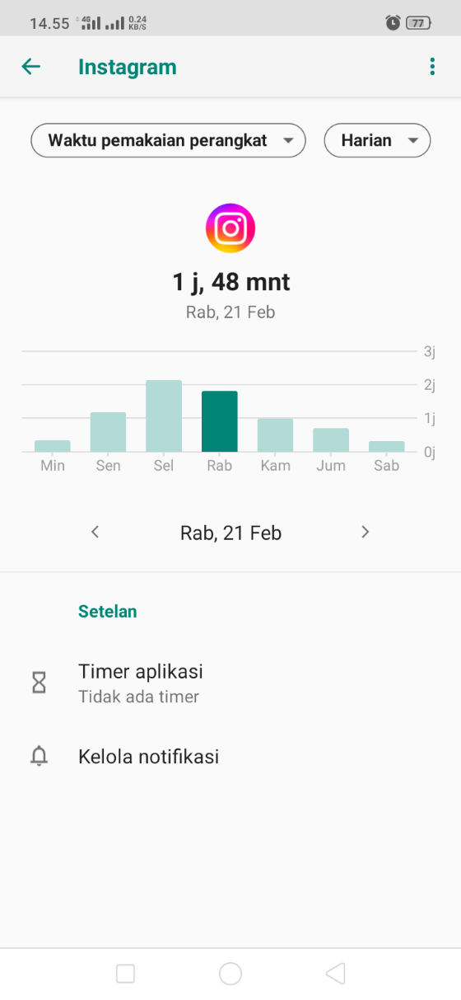 14.55 4G 0.24 KB/S 77
Instagram
Waktu pemakaian perangkat Harian
1 j, 48 mnt
Rab, 21 Feb
3j
2j
1j
0j
Min Sen Sel Rab Kam Jum Sab
Rab, 21 Feb
Setelan
Timer aplikasi
Tidak ada timer
Kelola notifikasi